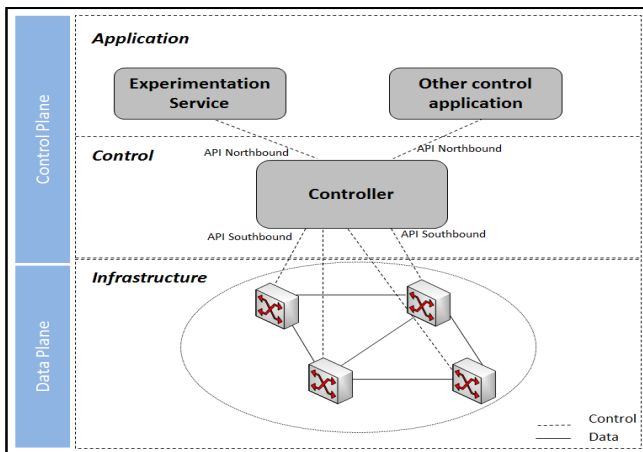 Control Plane
Data Plane
Application
Experimentation
Service
Other control
application
API Northbound
API Northbound
Control
Controller
API Southbound
API Southbound
Infrastructure
Control
Data